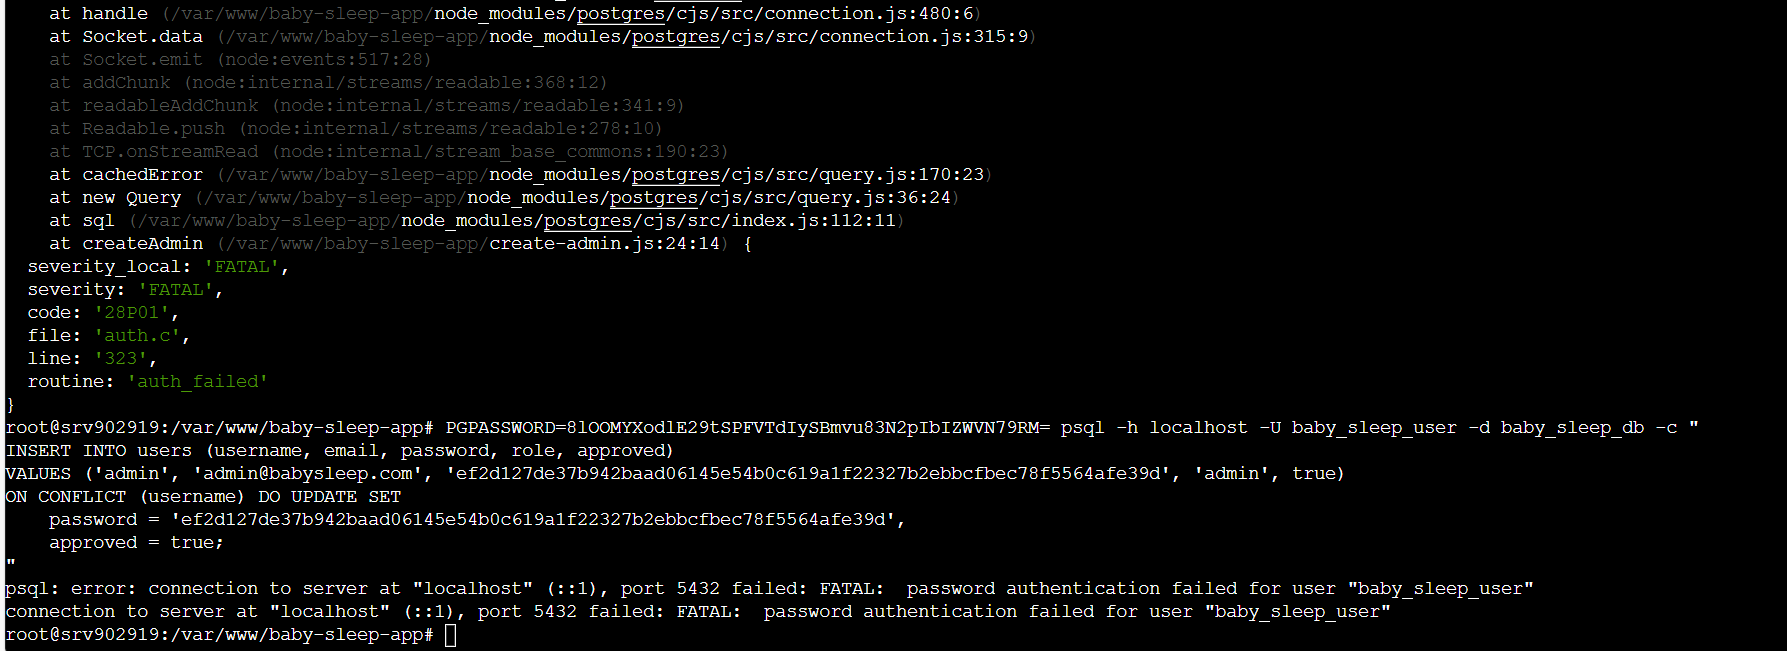 at handle (/var/www/baby-sleep-app/node_modules/postgres/cjs/src/connection.js:480:6)
at Socket.data (/var/www/baby-sleep-app/node_modules/postgres/cjs/src/connection.js:315:9)
at Socket.emit (node:events:517:28)
at addChunk (node:internal/streams/readable:368:12)
at readableAddChunk (node:internal/streams/readable:341:9)
at Readable.push (node:internal/streams/readable:278:10)
at TCP.onStreamRead (node:internal/stream_base_commons:190:23)
at cachedError (/var/www/baby-sleep-app/node_modules/postgres/cjs/src/query.js:170:23)
at new Query (/var/www/baby-sleep-app/node_modules/postgres/cjs/src/query.js:36:24)
at sql (/var/www/baby-sleep-app/node_modules/postgres/cjs/src/index.js:112:11)
at createAdmin (/var/www/baby-sleep-app/create-admin.js:24:14) {
severity_local: 'FATAL',
severity: 'FATAL',
code: '28P01',
file: 'auth.c',
line: '323',
routine: 'auth_failed'
}
root@srv902919:/var/www/baby-sleep-app# PGPASSWORD=8lOOMYXodlE29tSPFVTdIySBmvu83N2pIbIZWVN79RM= psql -h localhost -U baby_sleep_user -d baby_sleep_db -c "
INSERT INTO users (username, email, password, role, approved)
VALUES ('admin', 'admin@babysleep.com', 'ef2d127de37b942baad06145e54b0c619a1f22327b2ebbcfbec78f5564afe39d', 'admin', true)
ON CONFLICT (username) DO UPDATE SET
password = 'ef2d127de37b942baad06145e54b0c619a1f22327b2ebbcfbec78f5564afe39d',
approved = true;
"
psql: error: connection to server at "localhost" (::1), port 5432 failed: FATAL:  password authentication failed for user "baby_sleep_user"
connection to server at "localhost" (::1), port 5432 failed: FATAL:  password authentication failed for user "baby_sleep_user"
root@srv902919:/var/www/baby-sleep-app#